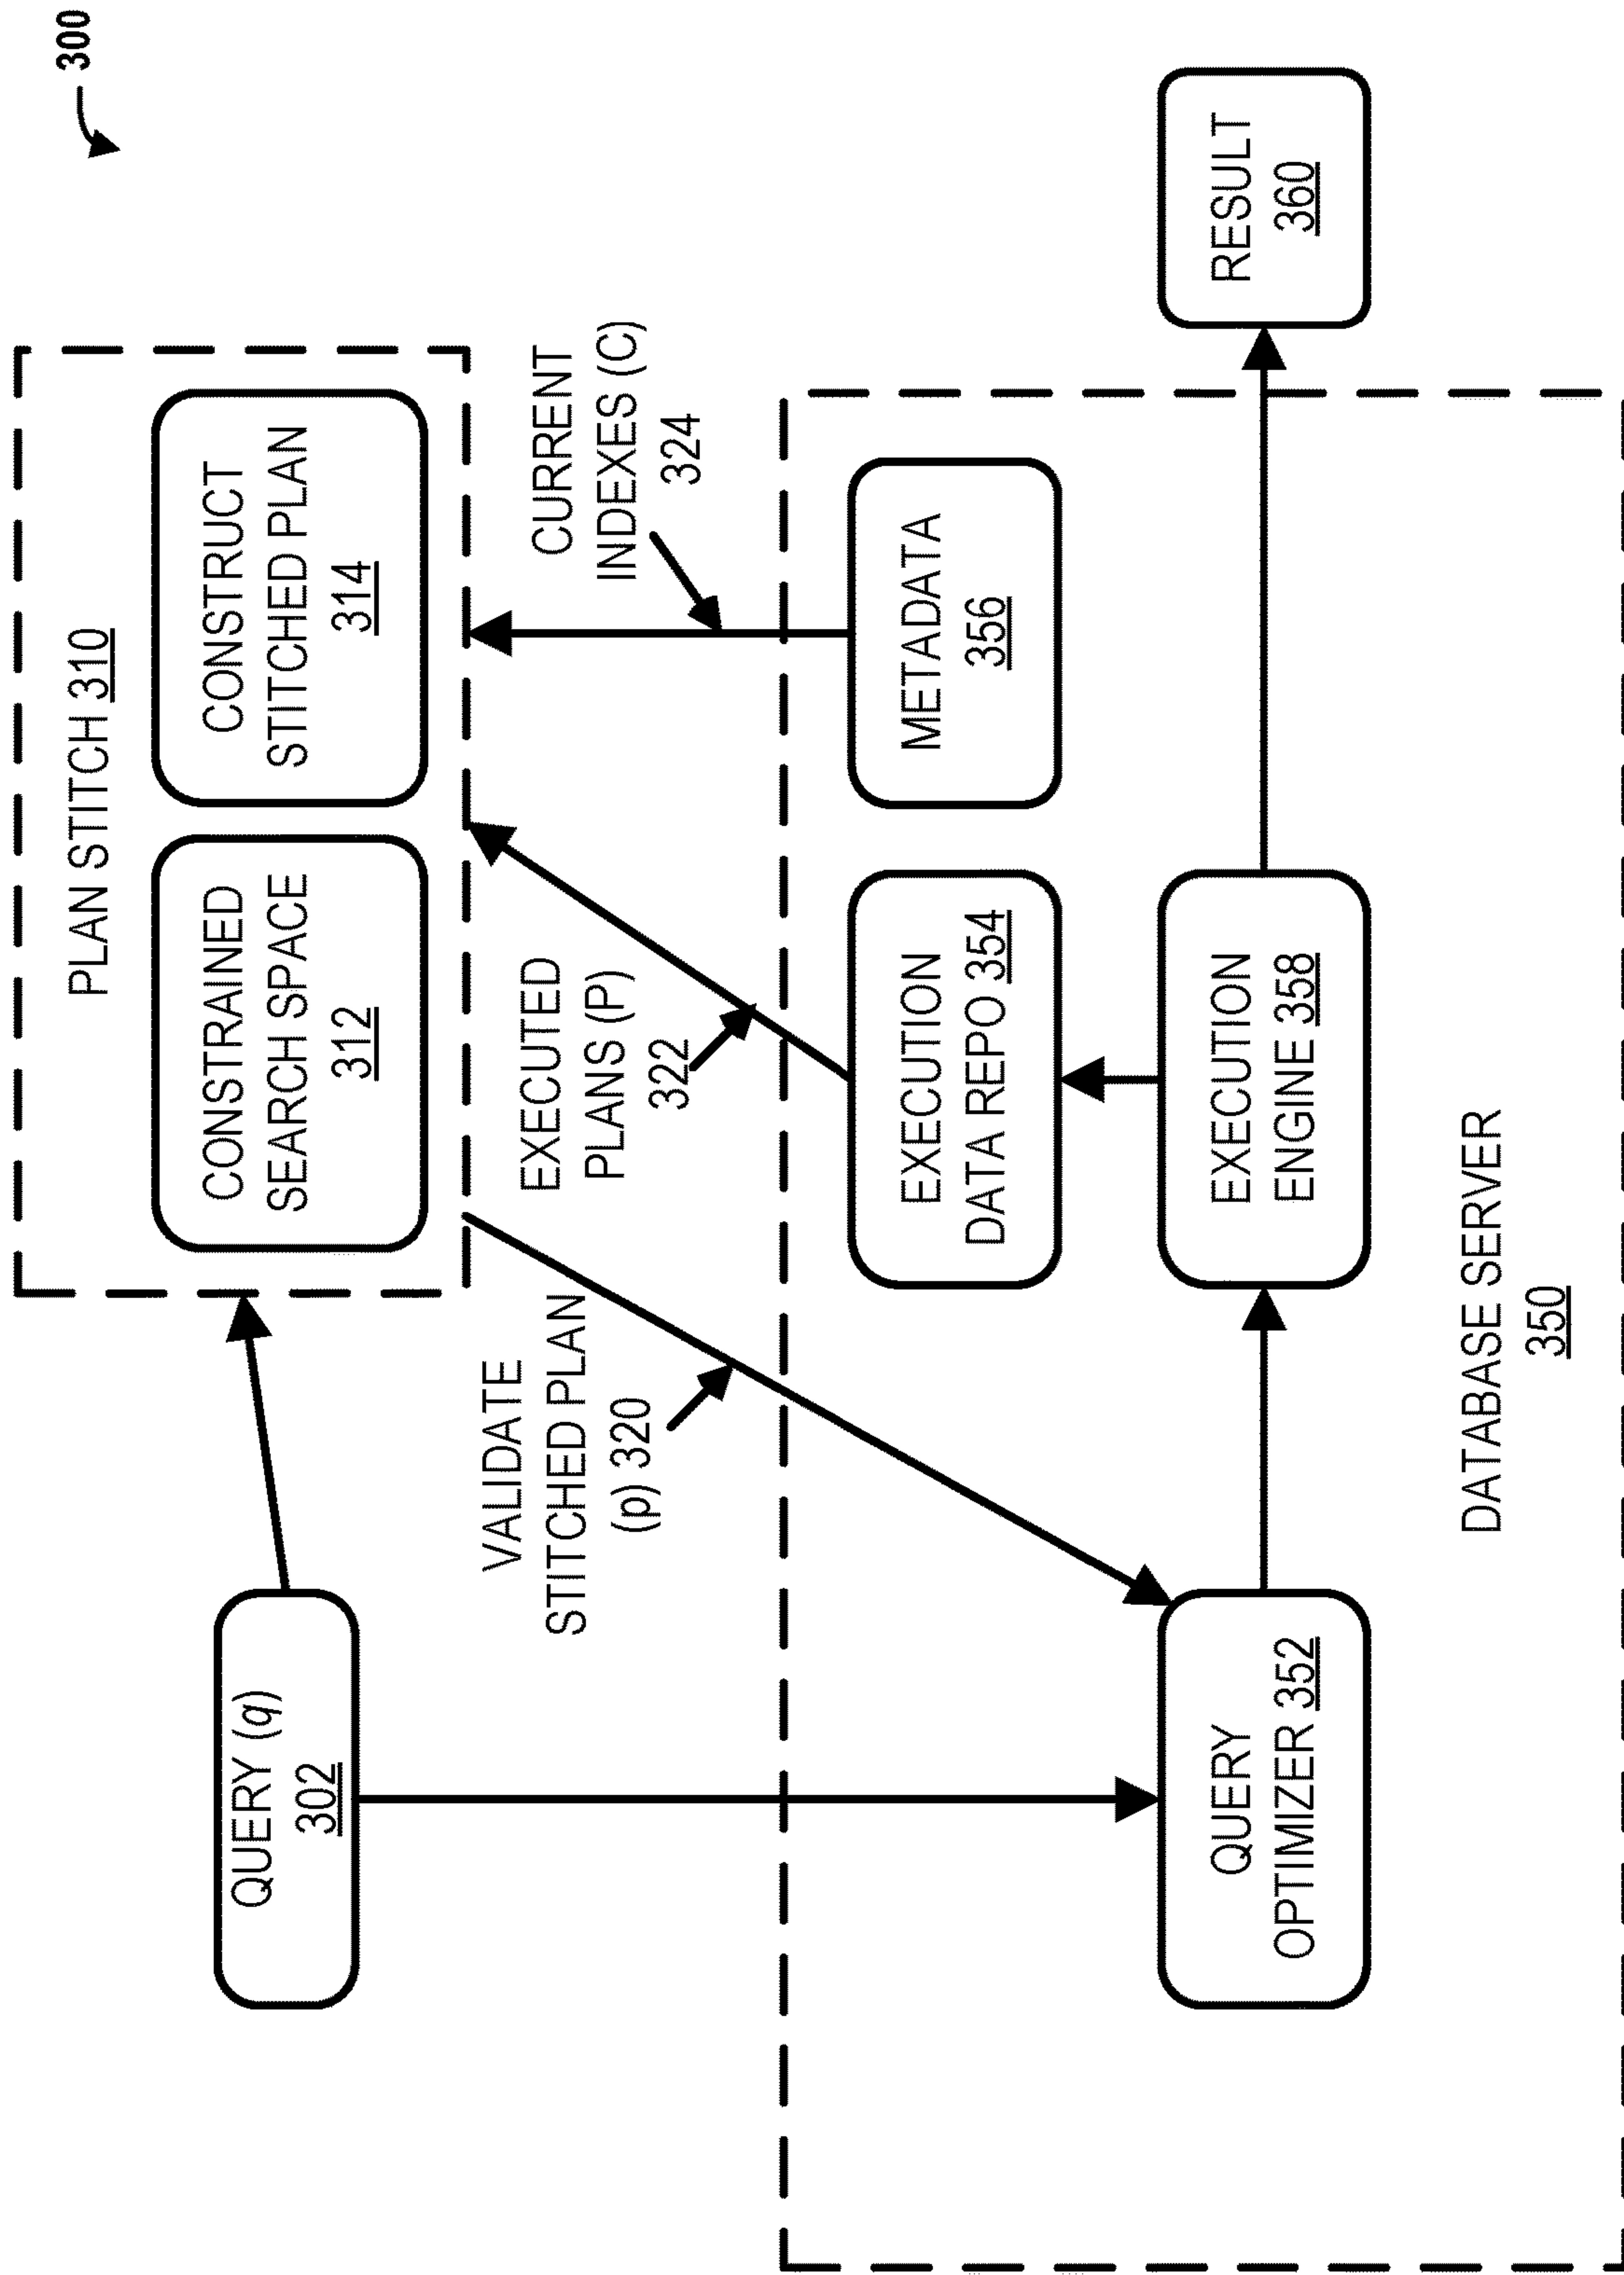 300
PLAN STITCH 310
QUERY (q)
302
CONSTRAINED
SEARCH SPACE
312
CONSTRUCT
STITCHED PLAN
314
VALIDATE
STITCHED PLAN
(p) 320
EXECUTED
PLANS (P)
322
CURRENT
INDEXES (C)
324
EXECUTION
DATA REPO 354
METADATA
356
QUERY
OPTIMIZER 352
EXECUTION
ENGINE 358
RESULT
360
DATABASE SERVER
350